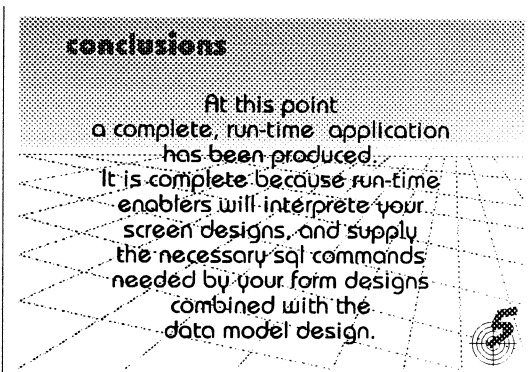 conclusions
At this point
a complete, run-time application
has been produced.
It is complete because run-time
enablers will interprete your
screen designs, and supply
the necessary sql commands
needed by your form designs
combined with the
data model design.
5